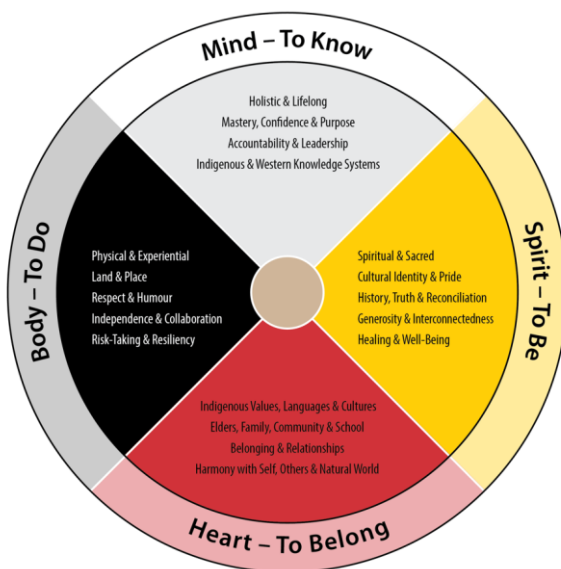 Mind – To Know
Holistic & Lifelong
Mastery, Confidence & Purpose
Accountability & Leadership
Indigenous & Western Knowledge Systems
Body – To Do
Physical & Experiential
Land & Place
Respect & Humour
Independence & Collaboration
Risk-Taking & Resiliency
Spiritual & Sacred
Cultural Identity & Pride
History, Truth & Reconciliation
Generosity & Interconnectedness
Healing & Well-Being
Spirit – To Be
Indigenous Values, Languages & Cultures
Elders, Family, Community & School
Belonging & Relationships
Harmony with Self, Others & Natural World
Heart – To Belong